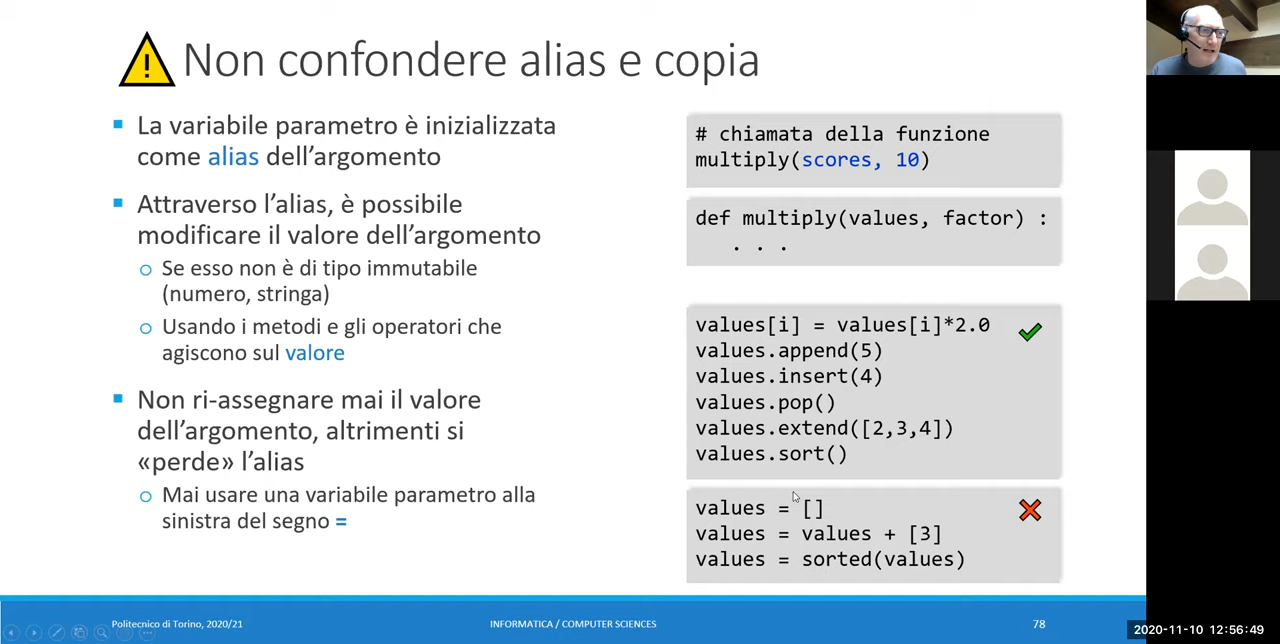 Non confondere alias e copia
La variabile parametro è inizializzata
come alias dell'argomento
Attraverso l'alias, è possibile
modificare il valore dell'argomento
Se esso non è di tipo immutabile
(numero, stringa)
Usando i metodi e gli operatori che
agiscono sul valore
Non ri-assegnare mai il valore
dell'argomento, altrimenti si
«perde» l'alias
Mai usare una variabile parametro alla
sinistra del segno =
# chiamata della funzione
multiply(scores, 10)
def multiply(values, factor) :
. . .
values[i] = values[i]*2.0
values.append(5)
values.insert(4)
values.pop()
values.extend([2,3,4])
values.sort()
values = []
values = values + [3]
values = sorted(values)
Politecnico di Torino, 2020/21
INFORMATICA / COMPUTER SCIENCES
78
2020-11-10 12:56:49